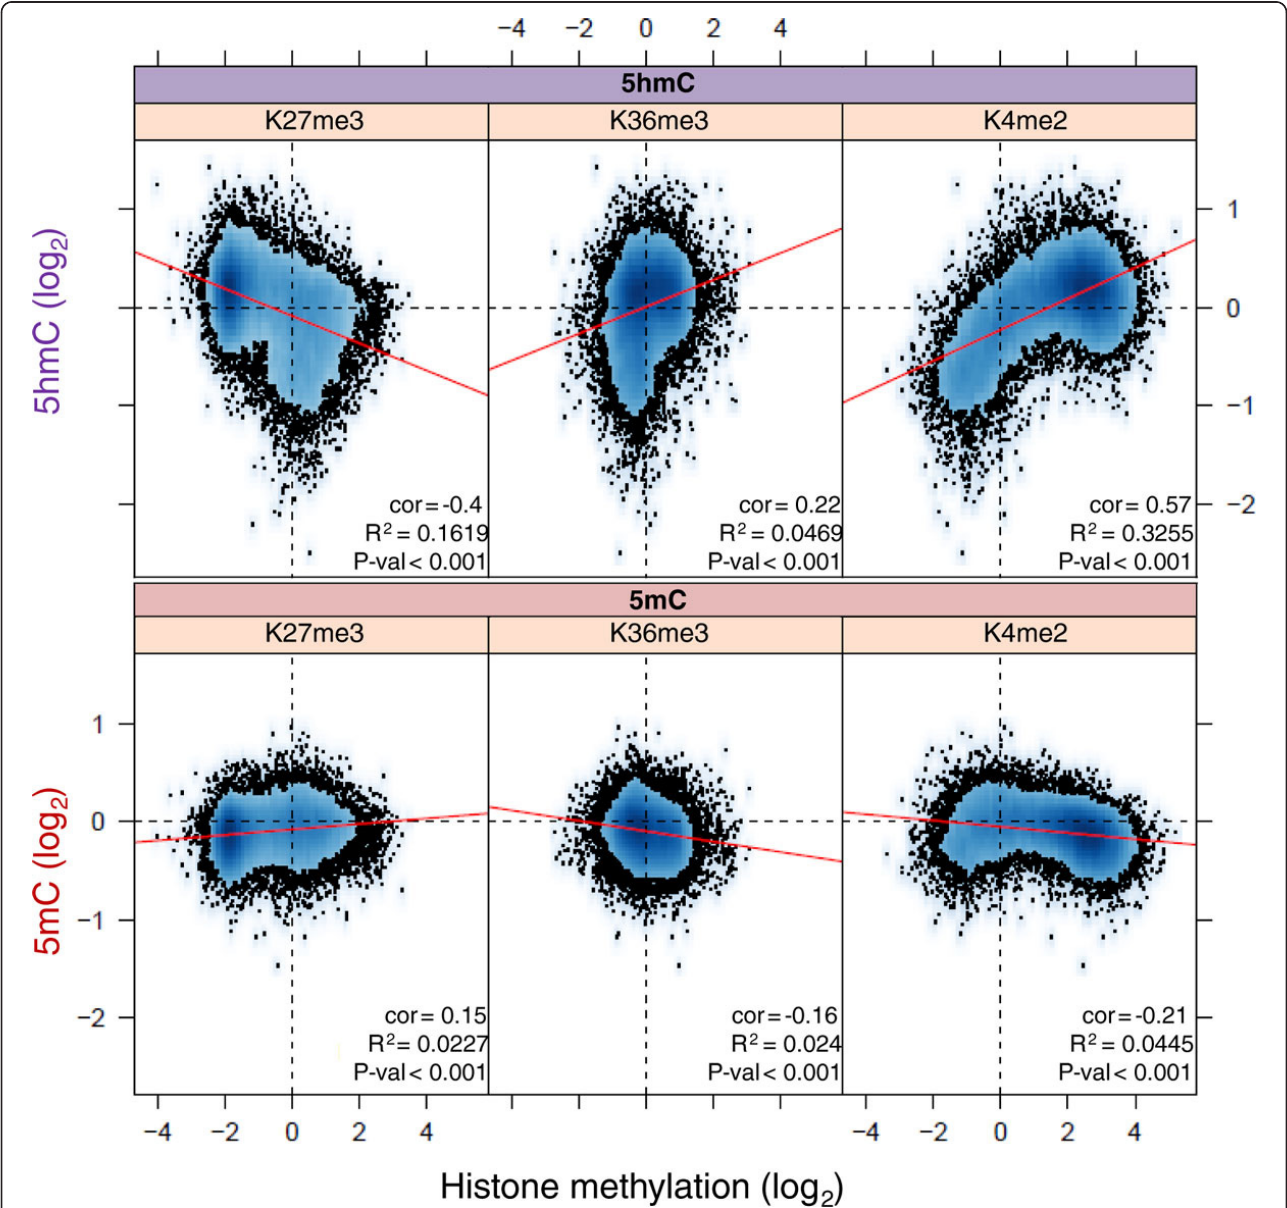 −4 −2 0 2 4
5hmC
K27me3 K36me3 K4me2
5hmC (log2)
1
0
−1
−2
cor= -0.4
R2 = 0.1619
P-val< 0.001
cor= 0.22
R2 = 0.0469
P-val< 0.001
cor= 0.57
R2 = 0.3255
P-val< 0.001
5mC
K27me3 K36me3 K4me2
5mC (log2)
1
0
−1
−2
cor= 0.15
R2= 0.0227
P-val< 0.001
cor= -0.16
R2 = 0.024
P-val< 0.001
cor= -0.21
R2 = 0.0445
P-val< 0.001
−4 −2 0 2 4 −4 −2 0 2 4
Histone methylation (log2)